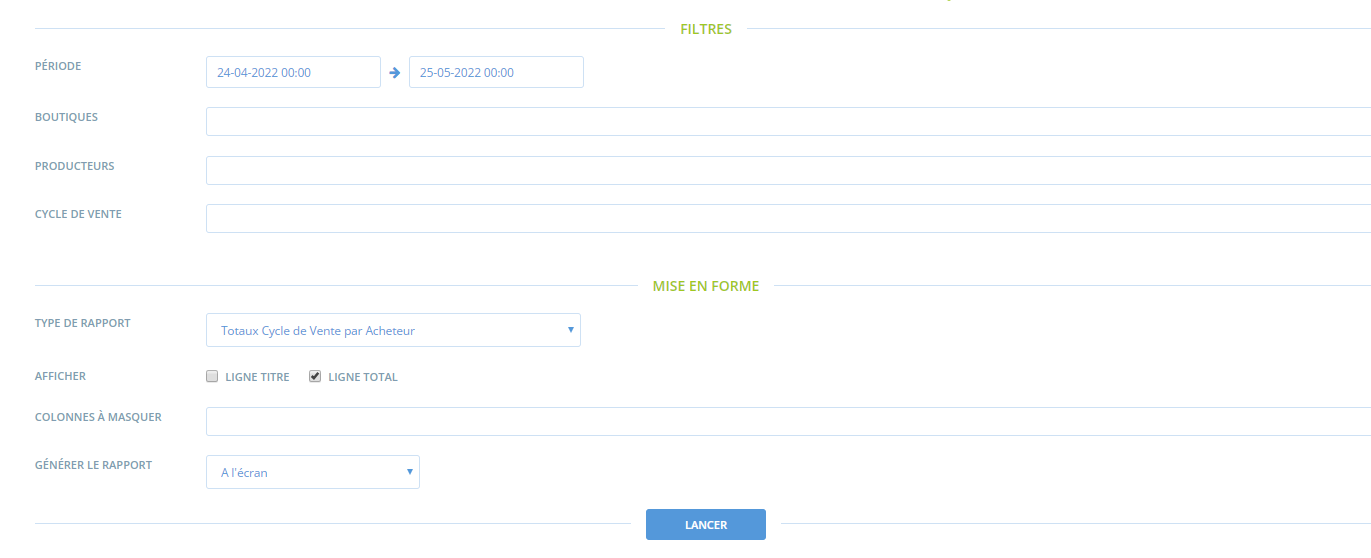 FILTRES
PÉRIODE
24-04-2022 00:00 25-05-2022 00:00
BOUTIQUES
PRODUCTEURS
CYCLE DE VENTE
MISE EN FORME
TYPE DE RAPPORT Totaux Cycle de Vente par Acheteur
AFFICHER LIGNE TITRE LIGNE TOTAL
COLONNES À MASQUER
GÉNÉRER LE RAPPORT A l'écran
LANCER